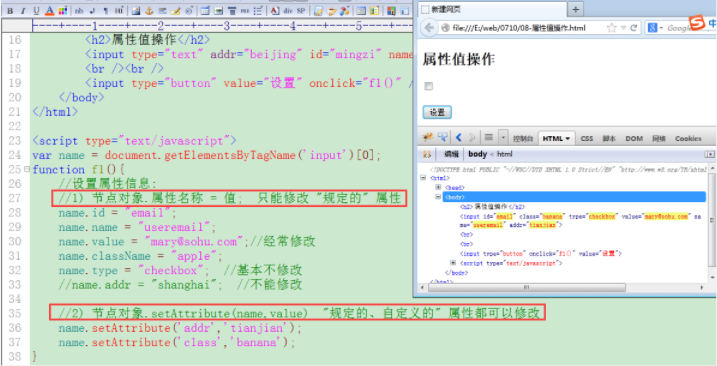 ----+----1----+----2----+----3----+----4----+----5----+--
16 <h2>属性值操作</h2>
17 <input type="text" addr="beijing" id="mingzi" name
18 <br /><br />
19 <input type="button" value="设置" onclick="f1()" /
20 </body>
21 </html>
22
23 <script type="text/javascript">
24 var name = document.getElementsByTagName('input')[0];
25 function f1(){
26 //设置属性信息:
27 //1) 节点对象.属性名称 = 值; 只能修改 "规定的" 属性
28 name.id = "email";
29 name.name = "useremail";
30 name.value = "mary@sohu.com";//经常修改
31 name.className = "apple";
32 name.type = "checkbox"; //基本不修改
33 //name.addr = "shanghai"; //不能修改
34
35 //2) 节点对象.setAttribute(name,value) "规定的、自定义的" 属性都可以修改
36 name.setAttribute('addr','tianjian');
37 name.setAttribute('class','banana');
38 }
新建网页
file:///E:/web/0710/08-属性值操作.html
Google
中
属性值操作
设置
控制台 HTML CSS 脚本 DOM 网络 Cookies
编辑 body < html
<!DOCTYPE html PUBLIC "-//W3C//DTD XHTML 1.0 Strict//EN" "http://www.w3.org/TR/xhtml
<html>
<head>
<body>
<h2>属性值操作</h2>
<input id="email" class="banana" type="checkbox" value="mary@sohu.com" na
me="useremail" addr="tianjian">
<br>
<br>
<input type="button" onclick="f1()" value="设置">
<script type="text/javascript">
</body>
</html>